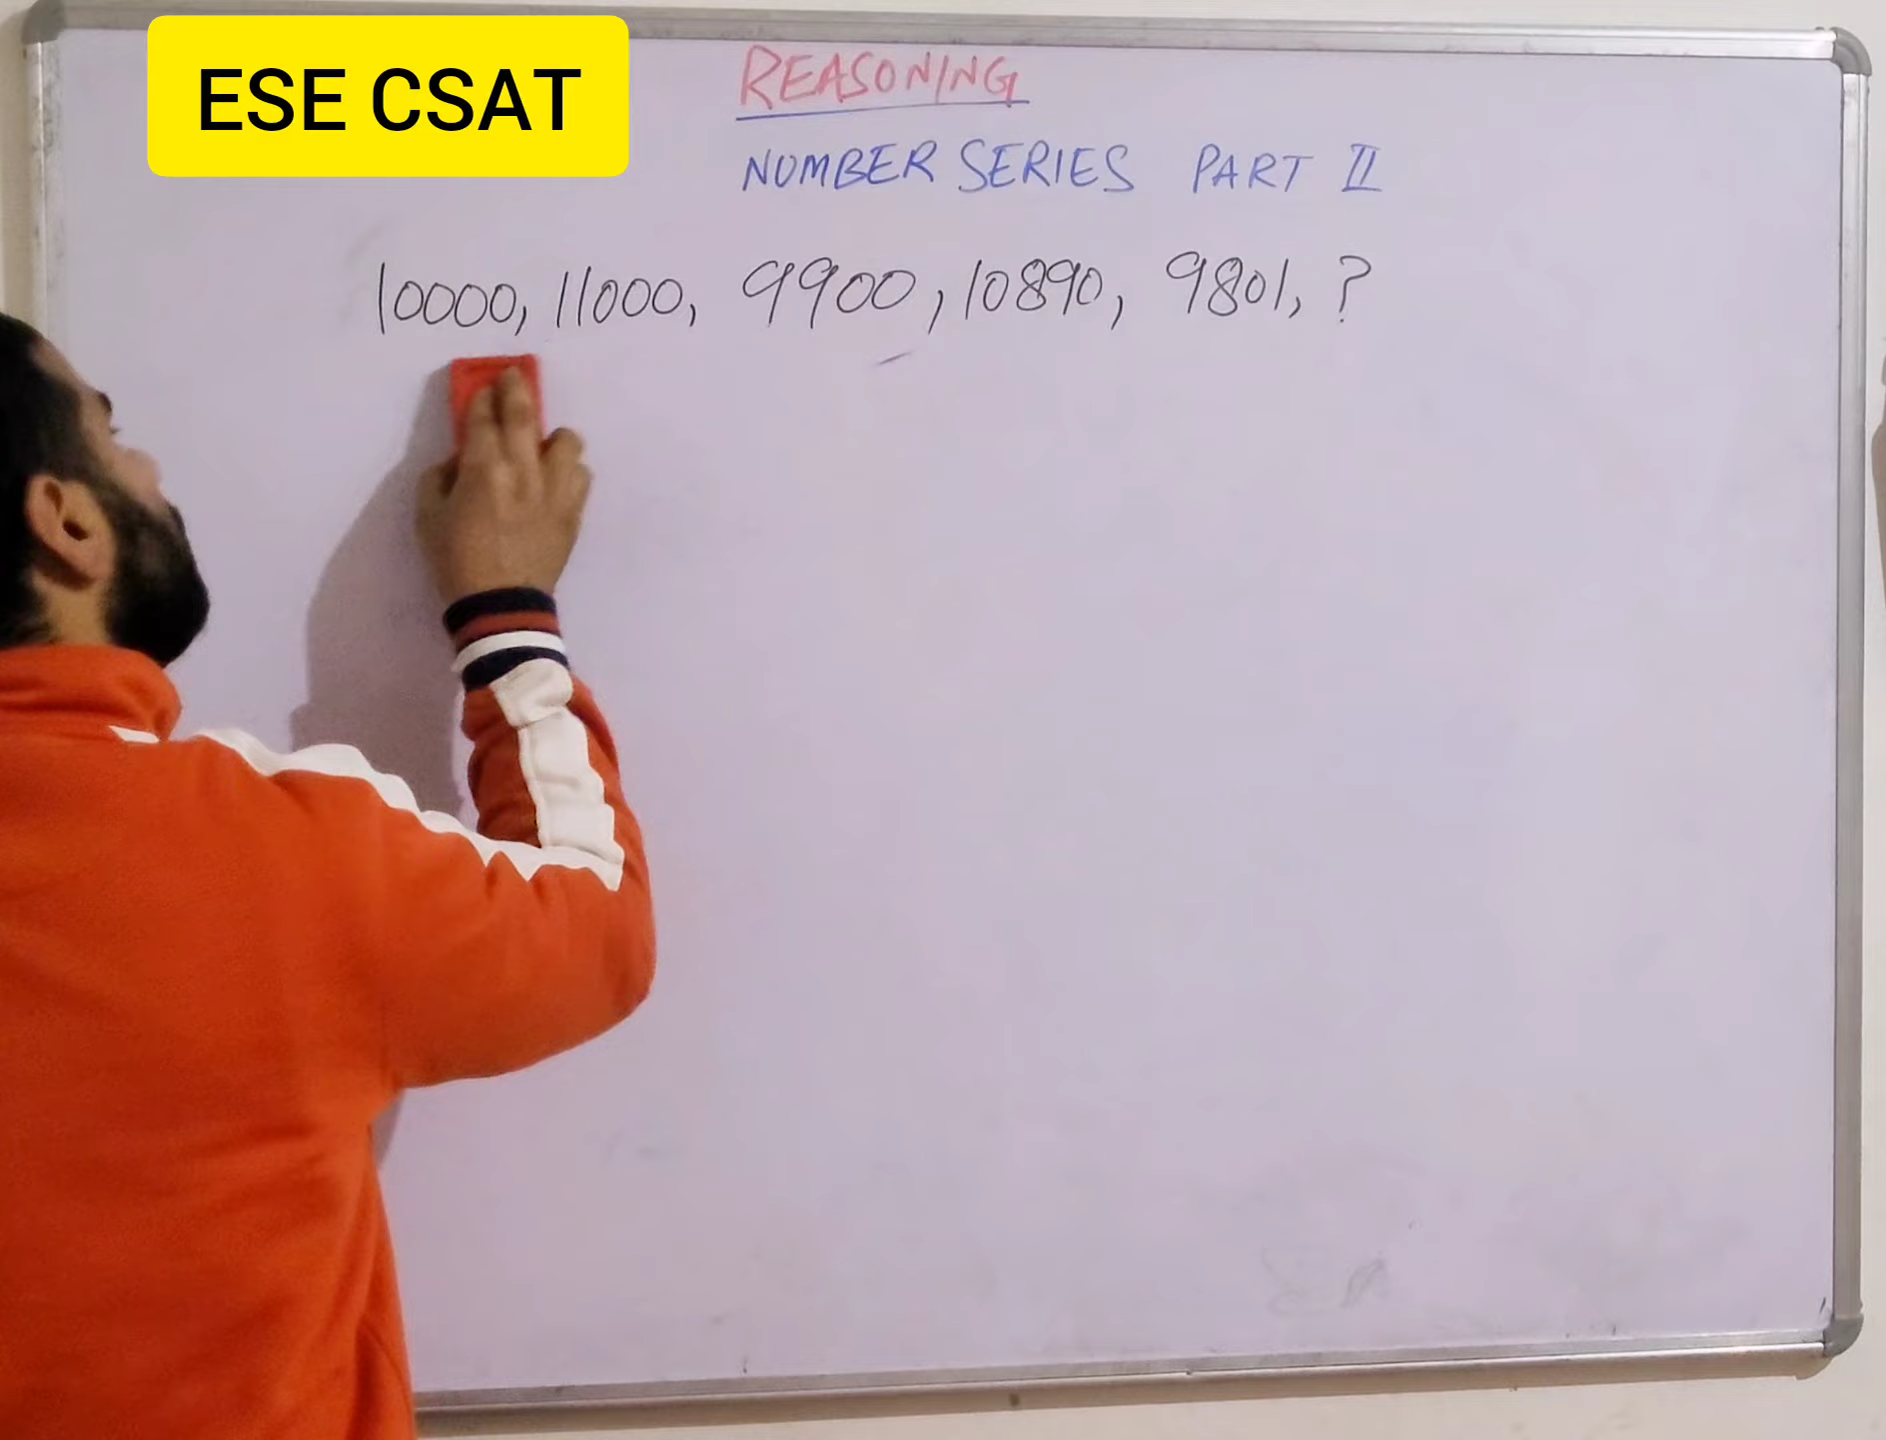 ESE CSAT
REASONING
NUMBER SERIES PART II
10000, 11000, 9900, 10890, 9801, ?